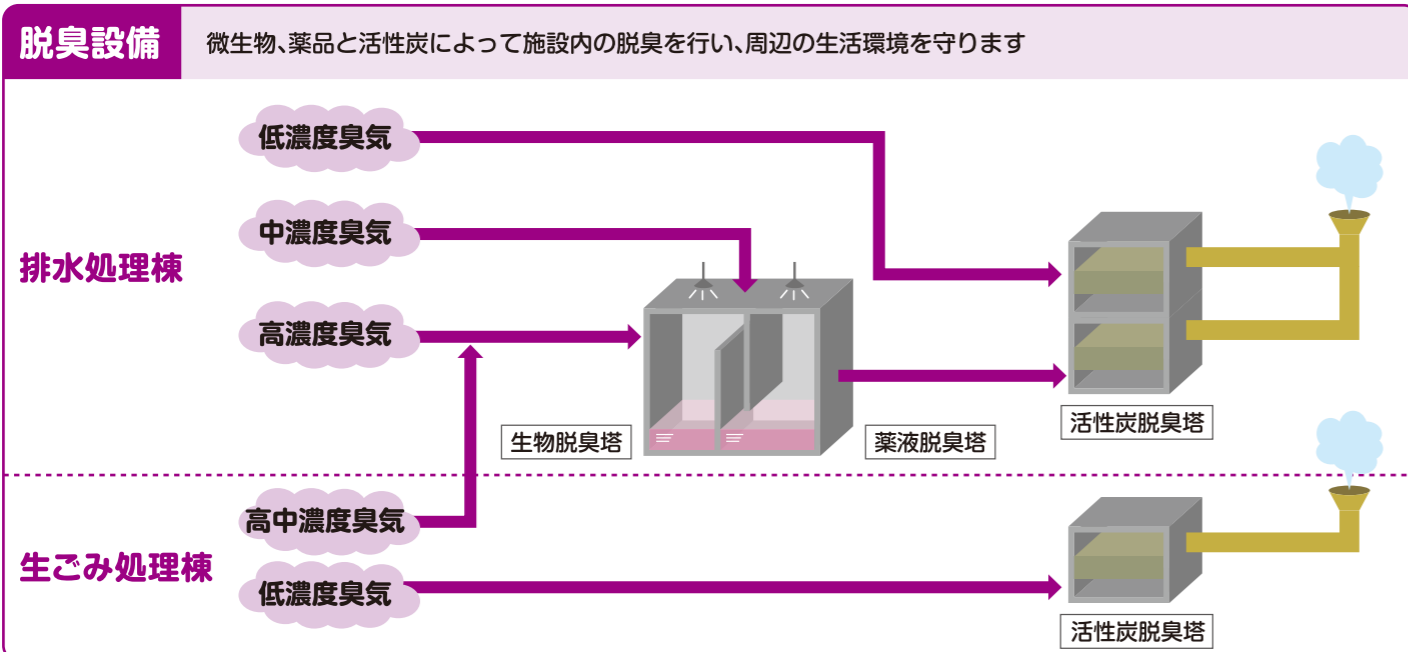 脱臭設備
微生物、薬品と活性炭によって施設内の脱臭を行い、周辺の生活環境を守ります
排水処理棟
低濃度臭気
中濃度臭気
高濃度臭気
生物脱臭塔
薬液脱臭塔
活性炭脱臭塔
生ごみ処理棟
高中濃度臭気
低濃度臭気
活性炭脱臭塔